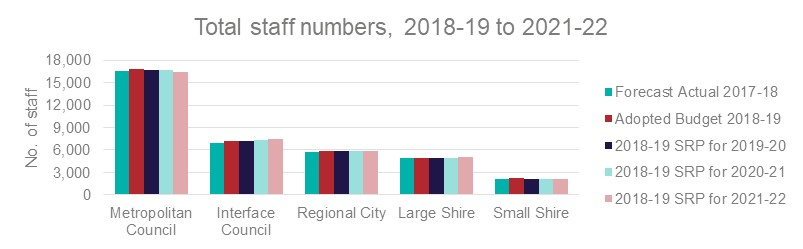 Total staff numbers, 2018-19 to 2021-22
No. of staff
18,000
15,000
12,000
9,000
6,000
3,000
0
Metropolitan
Council
Interface
Council
Regional City
Large Shire
Small Shire
Forecast Actual 2017-18
Adopted Budget 2018-19
2018-19 SRP for 2019-20
2018-19 SRP for 2020-21
2018-19 SRP for 2021-22